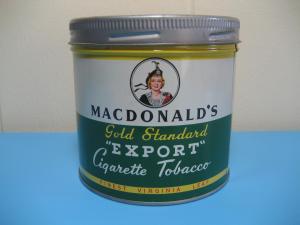 MACDONALD'S
Gold Standard
"EXPORT"
Cigarette Tobacco
FINEST VIRGINIA LEAF